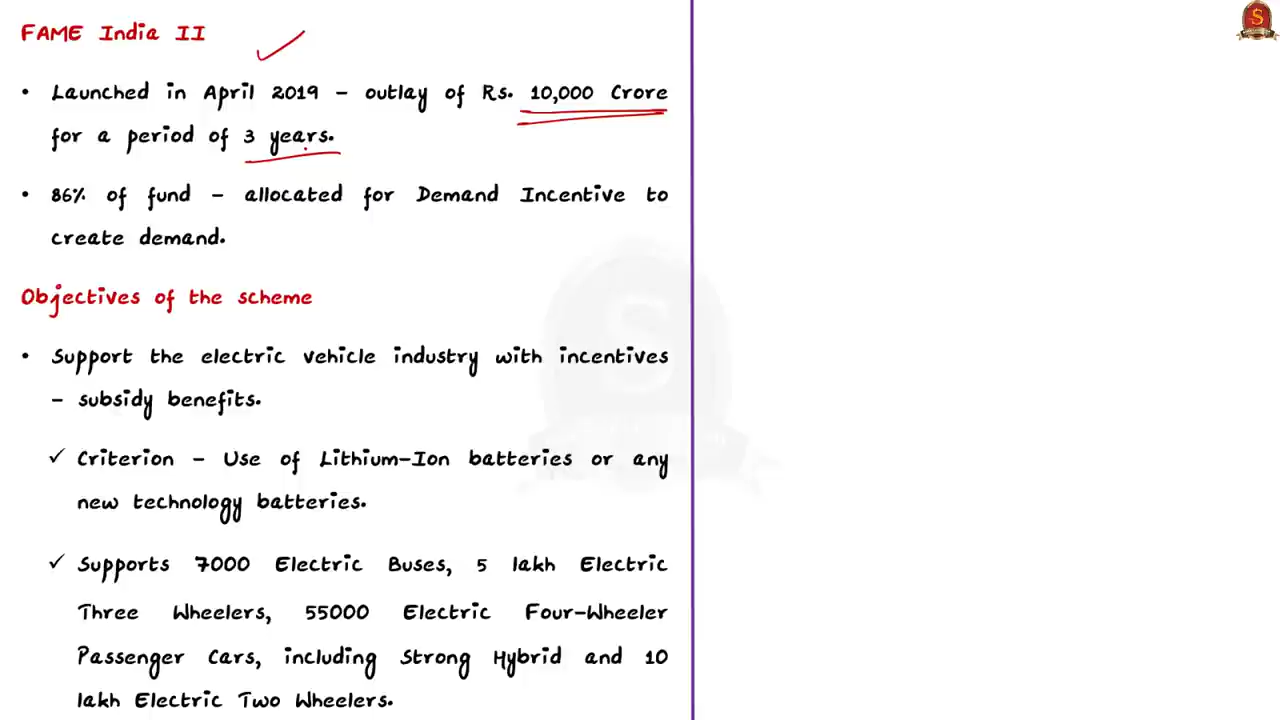 FAME India II
• Launched in April 2019 – outlay of Rs. 10,000 Crore
for a period of 3 years.
• 86% of fund – allocated for Demand Incentive to
create demand.
Objectives of the scheme
• Support the electric vehicle industry with incentives
– subsidy benefits.
✓ Criterion – Use of Lithium-Ion batteries or any
new technology batteries.
✓ Supports 7000 Electric Buses, 5 lakh Electric
Three Wheelers, 55000 Electric Four-Wheeler
Passenger Cars, including Strong Hybrid and 10
lakh Electric Two Wheelers.